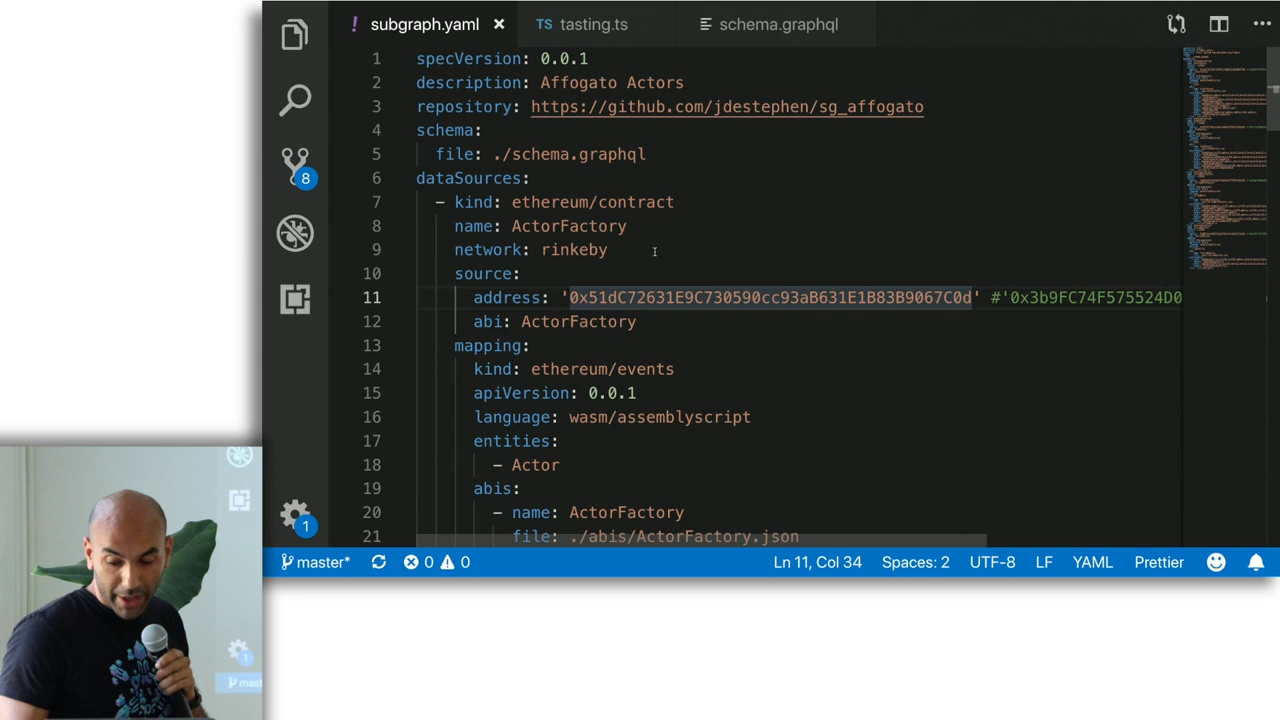 subgraph.yaml
TS tasting.ts
schema.graphql
1 specVersion: 0.0.1
2 description: Affogato Actors
3 repository: https://github.com/jdestephen/sg_affogato
4 schema:
5 file: ./schema.graphql
6 dataSources:
7 - kind: ethereum/contract
8 name: ActorFactory
9 network: rinkeby
10 source:
11 address: '0x51dC72631E9C730590cc93aB631E1B83B9067C0d' #'0x3b9FC74F575524D0
12 abi: ActorFactory
13 mapping:
14 kind: ethereum/events
15 apiVersion: 0.0.1
16 language: wasm/assemblyscript
17 entities:
18 - Actor
19 abis:
20 - name: ActorFactory
21 file: ./abis/ActorFactory.json
8
1
master* 0 0 Ln 11, Col 34 Spaces: 2 UTF-8 LF YAML Prettier
1
mast